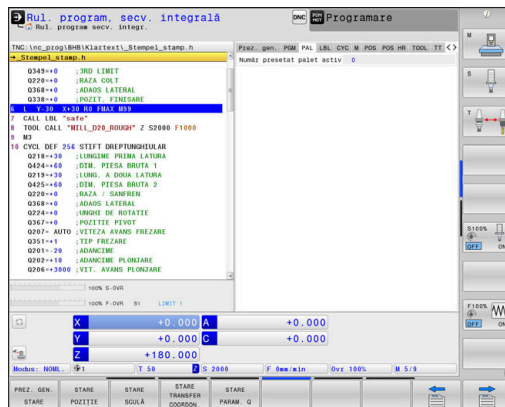 Rul. program, secv. integrală
Rul. program, secv. integr.
DNC
Programare
TNC:\nc_prog\BHB\Klartext\_Stempel_stamp.h
→_Stempel_stamp.h
Q349=+0 ;3RD LIMIT
Q220=+0 ;RAZA COLT
Q368=+0 ;ADAOS LATERAL
Q338=+0 ;POZIT. FINISARE
6 L Y-30 X+30 R0 FMAX M99
7 CALL LBL "safe"
8 TOOL CALL "MILL_D20_ROUGH" Z S2000 F1000
9 M3
10 CYCL DEF 256 STIFT DREPTUNGHIULAR
Q218=+30 ;LUNGIME PRIMA LATURA
Q424=+60 ;DIM. PIESA BRUTA 1
Q219=+30 ;LUNG. A DOUA LATURA
Q425=+60 ;DIM. PIESA BRUTA 2
Q220=+0 ;RAZA / SANFREN
Q368=+0 ;ADAOS LATERAL
Q224=+0 ;UNGHI DE ROTATIE
Q367=+0 ;POZITIE PIVOT
Q207= AUTO ;VITEZA AVANS FREZARE
Q351=+1 ;TIP FREZARE
Q201=-20 ;ADANCIME
Q202=+10 ;ADANCIME PLONJARE
Q206=+3000 ;VIT. AVANS PLONJARE
Prez. gen. PGM PAL LBL CYC M POS POS HR TOOL TT
Număr presetat palet activ 0
100% S-OVR
100% F-OVR S1 LIMIT 1
X +0.000 A +0.000
Y +0.000 C +0.000
Z +180.000
Modus: NOML. 1 T 50 Z S 2000 F 0mm/min Ovr 100% M 5/9
PREZ. GEN. STARE
STARE POZIŢIE
STARE SCULĂ
STARE TRANSFER COORDON.
STARE PARAM. Q
M
S
T
S100%
OFF ON
F100%
OFF ON